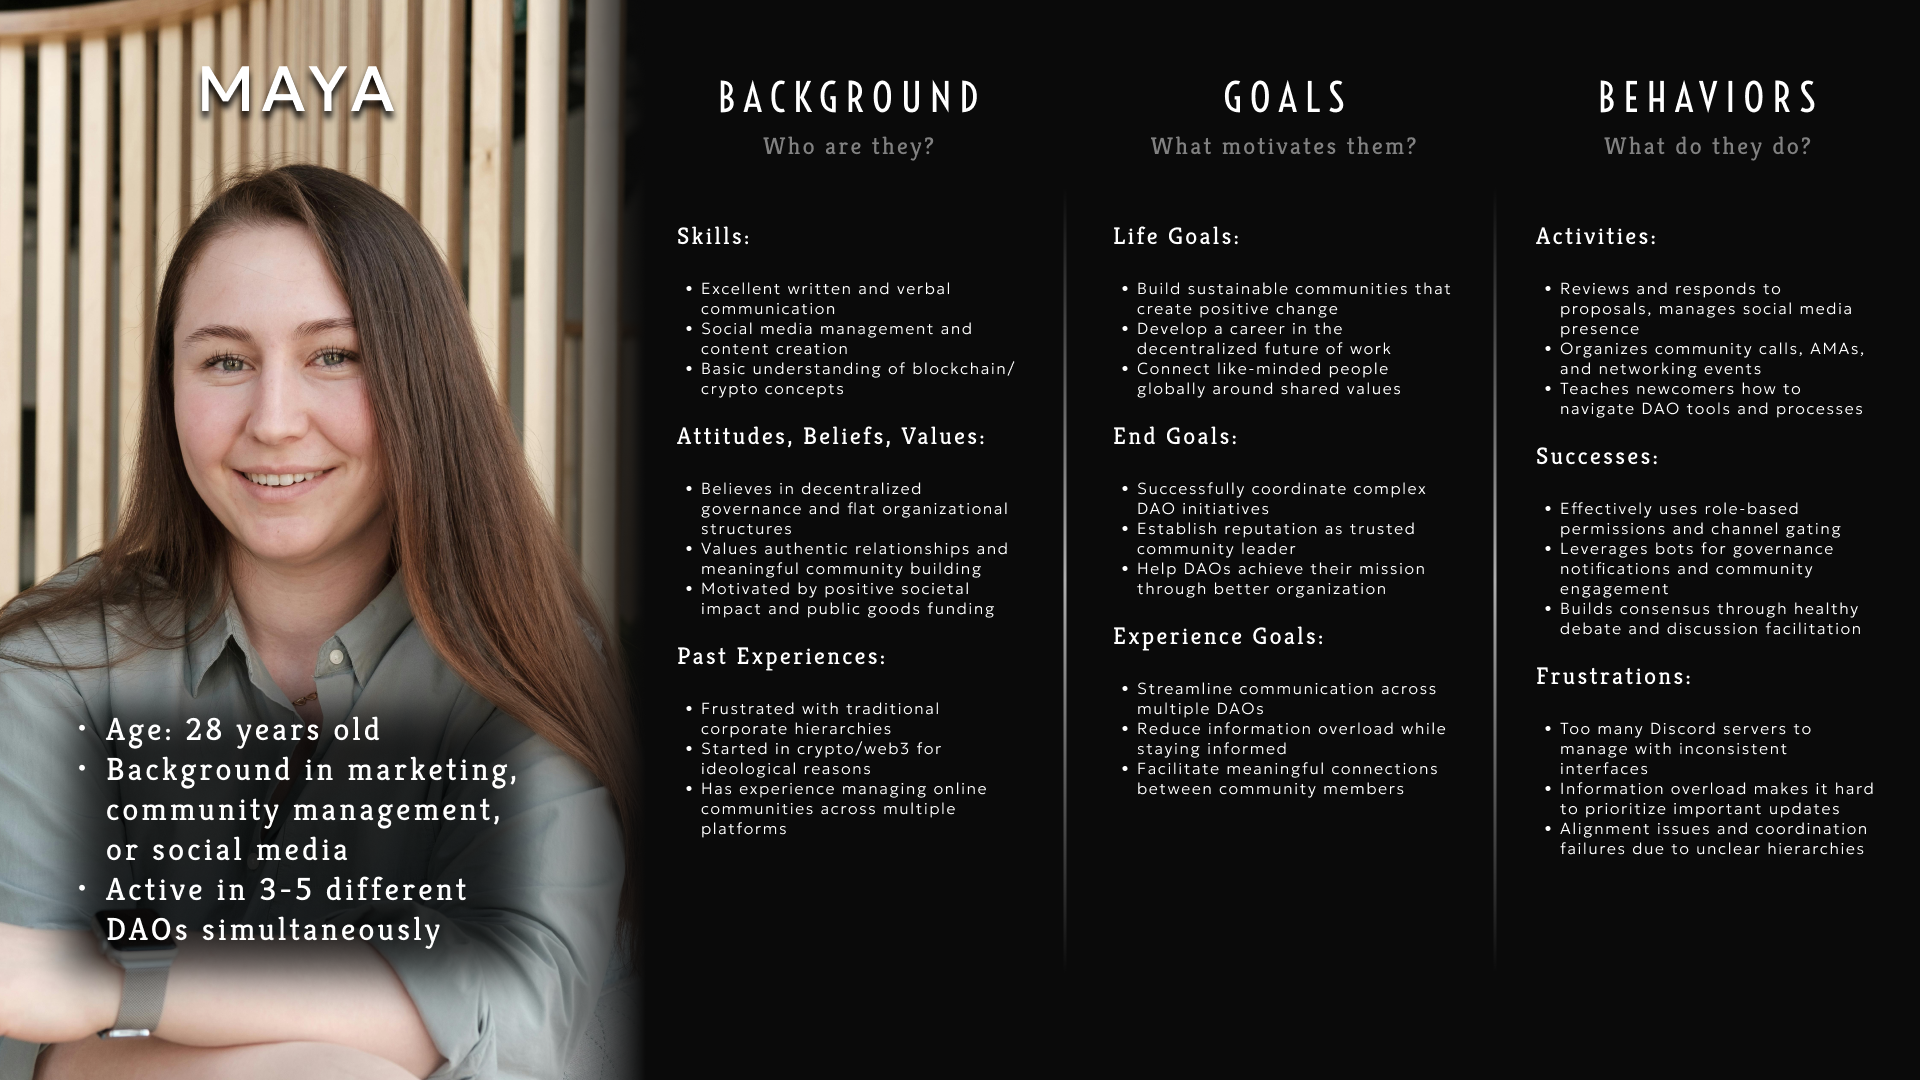 MAYA
• Age: 28 years old
• Background in marketing,
community management,
or social media
• Active in 3-5 different
DAOs simultaneously
BACKGROUND
Who are they?
Skills:
• Excellent written and verbal
communication
• Social media management and
content creation
• Basic understanding of blockchain/
crypto concepts
Attitudes, Beliefs, Values:
• Believes in decentralized
governance and flat organizational
structures
• Values authentic relationships and
meaningful community building
• Motivated by positive societal
impact and public goods funding
Past Experiences:
• Frustrated with traditional
corporate hierarchies
• Started in crypto/web3 for
ideological reasons
• Has experience managing online
communities across multiple
platforms
GOALS
What motivates them?
Life Goals:
• Build sustainable communities that
create positive change
• Develop a career in the
decentralized future of work
• Connect like-minded people
globally around shared values
End Goals:
• Successfully coordinate complex
DAO initiatives
• Establish reputation as trusted
community leader
• Help DAOs achieve their mission
through better organization
Experience Goals:
• Streamline communication across
multiple DAOs
• Reduce information overload while
staying informed
• Facilitate meaningful connections
between community members
BEHAVIORS
What do they do?
Activities:
• Reviews and responds to
proposals, manages social media
presence
• Organizes community calls, AMAs,
and networking events
• Teaches newcomers how to
navigate DAO tools and processes
Successes:
• Effectively uses role-based
permissions and channel gating
• Leverages bots for governance
notifications and community
engagement
• Builds consensus through healthy
debate and discussion facilitation
Frustrations:
• Too many Discord servers to
manage with inconsistent
interfaces
• Information overload makes it hard
to prioritize important updates
• Alignment issues and coordination
failures due to unclear hierarchies